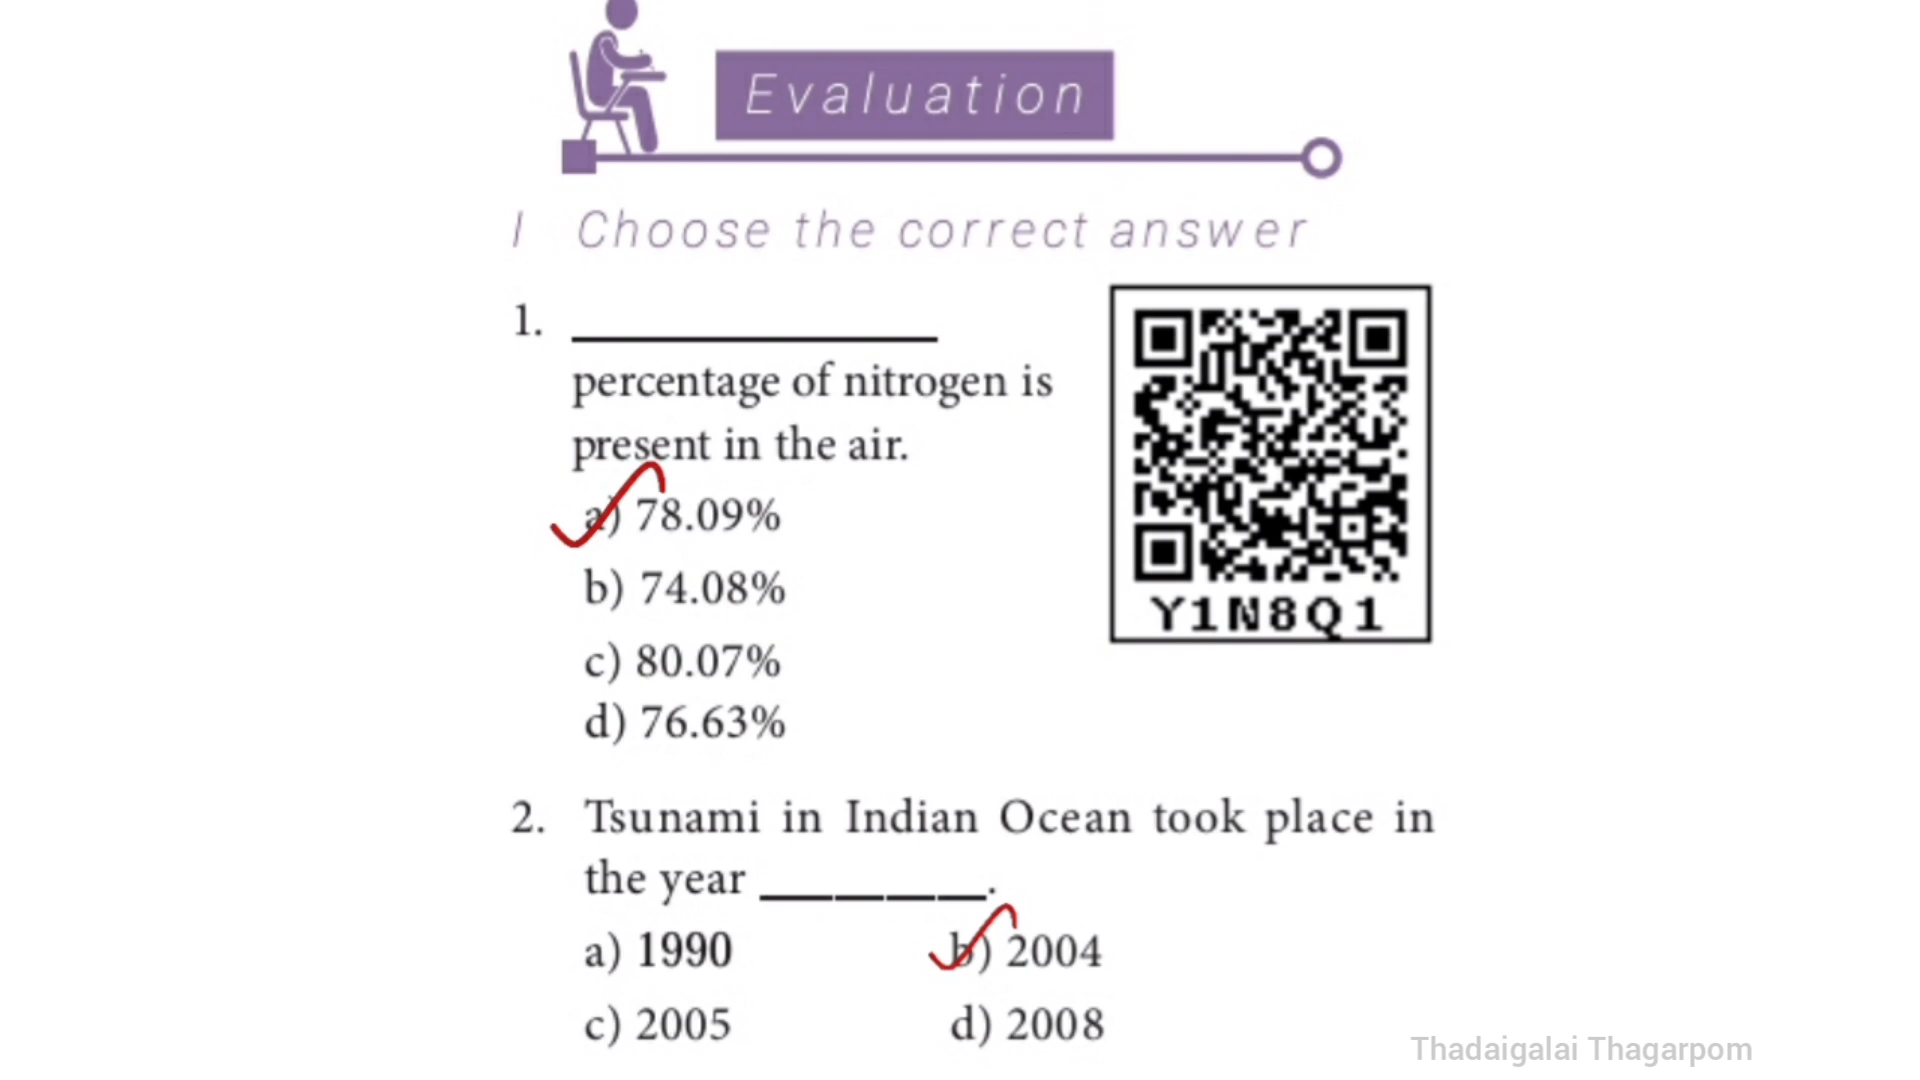 Evaluation
I Choose the correct answer
1. ____________
percentage of nitrogen is
present in the air.
a) 78.09%
b) 74.08%
c) 80.07%
d) 76.63%
Y1N8Q1
2. Tsunami in Indian Ocean took place in
the year ________.
a) 1990 b) 2004
c) 2005 d) 2008
Thadaigalai Thagarpom